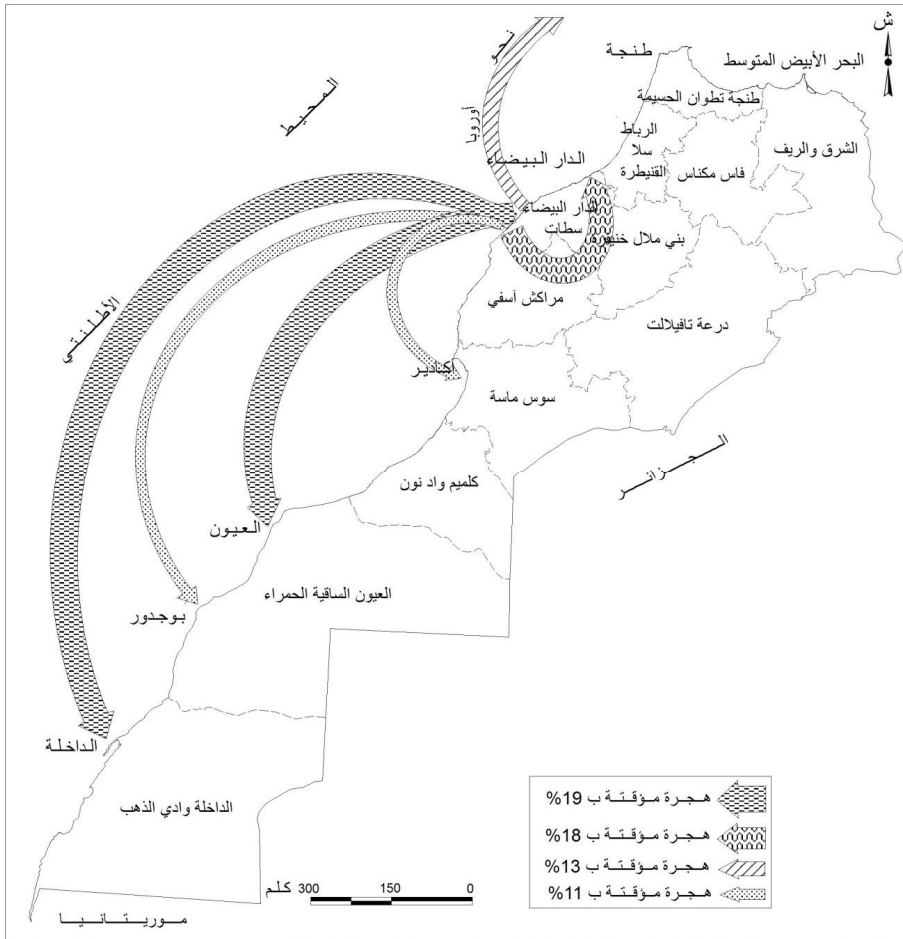 ش
البحر الأبيض المتوسط
طنجة
نحو
أوروبا
المحيط
الأطلنتي
طنجة تطوان الحسيمة
الشرق والريف
الرباط
سلا
القنيطرة
فاس مكناس
الدار البيضاء
الدار البيضاء
سطات
بني ملال خنيفـ
مراكش آسفي
درعة تافيلالت
اكنادير
سوس ماسة
الجزائر
كلميم واد نون
العيون
العيون الساقية الحمراء
بوجدور
الداخلة
الداخلة وادي الذهب
موريتانيا
هجرة مؤقتة ب 19%
هجرة مؤقتة ب 18%
هجرة مؤقتة ب 13%
هجرة مؤقتة ب 11%
كلم 300 150 0